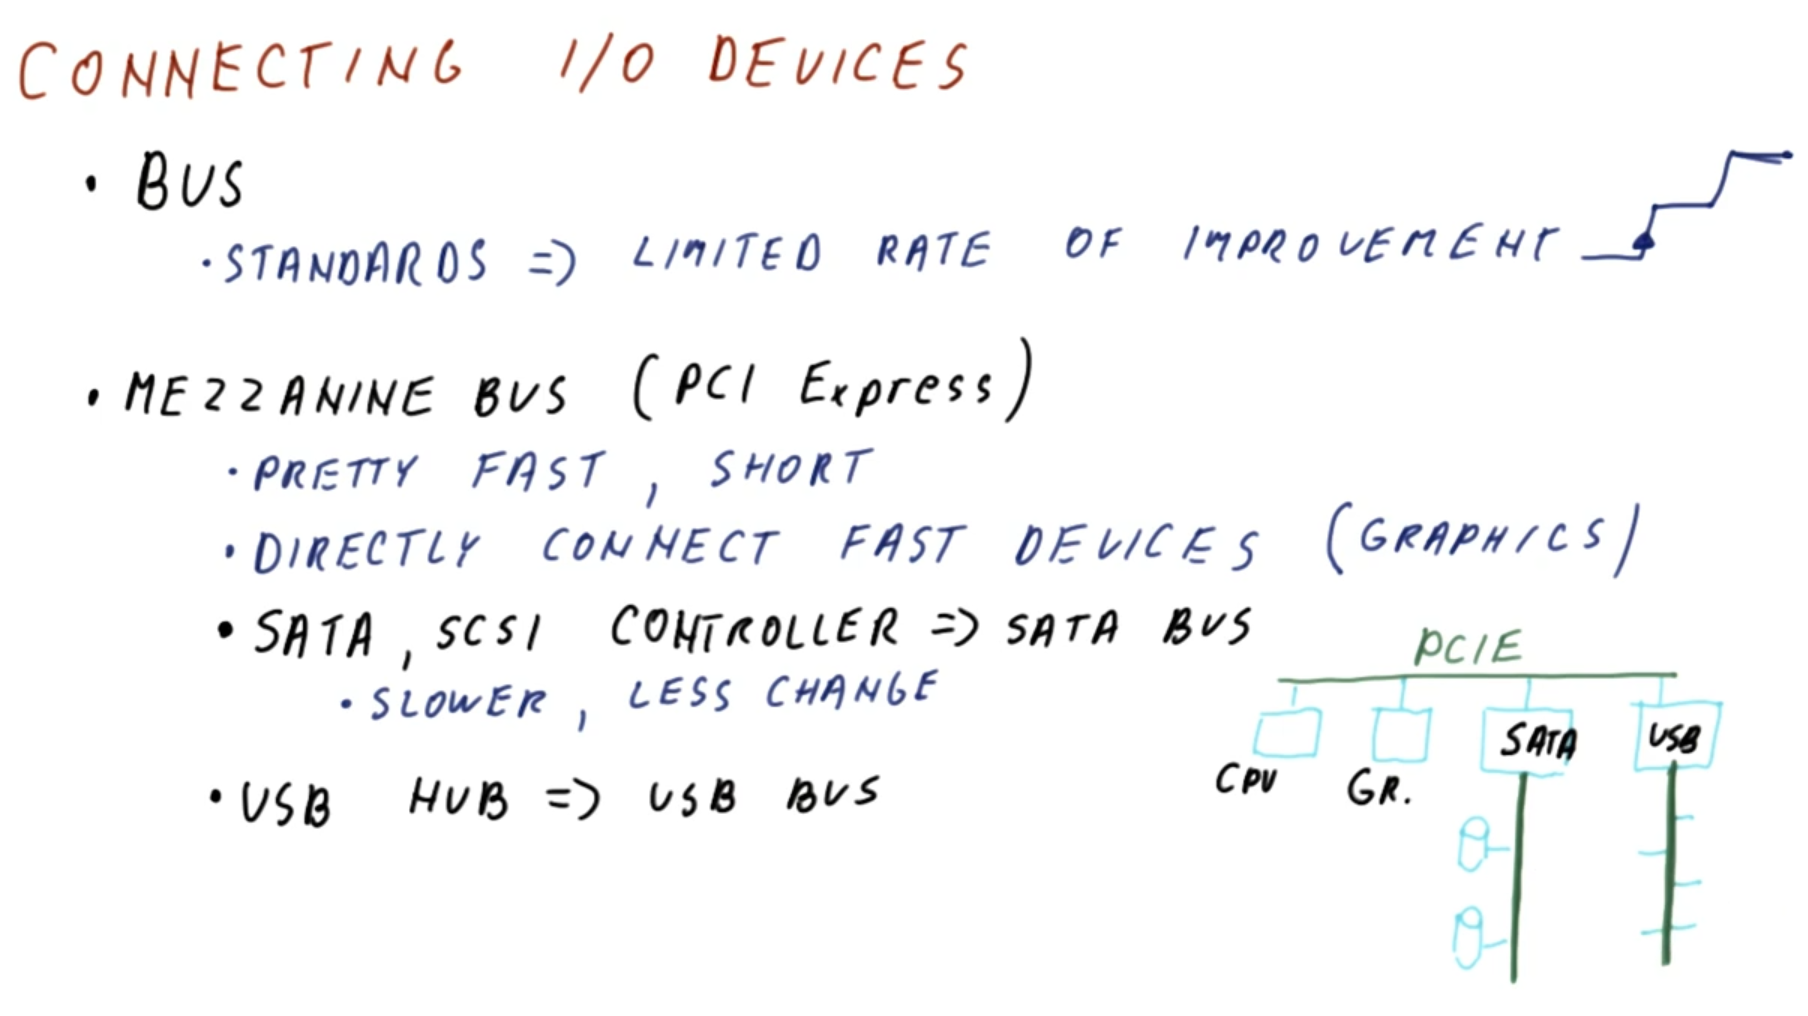 CONNECTING I/O DEVICES
• BUS
• STANDARDS => LIMITED RATE OF IMPROVEMENT
• MEZZANINE BUS (PCI Express)
• PRETTY FAST, SHORT
• DIRECTLY CONNECT FAST DEVICES (GRAPHICS)
• SATA, SCSI CONTROLLER => SATA BUS
• SLOWER, LESS CHANGE
• USB HUB => USB BUS
PCIE
SATA
USB
CPU
GR.